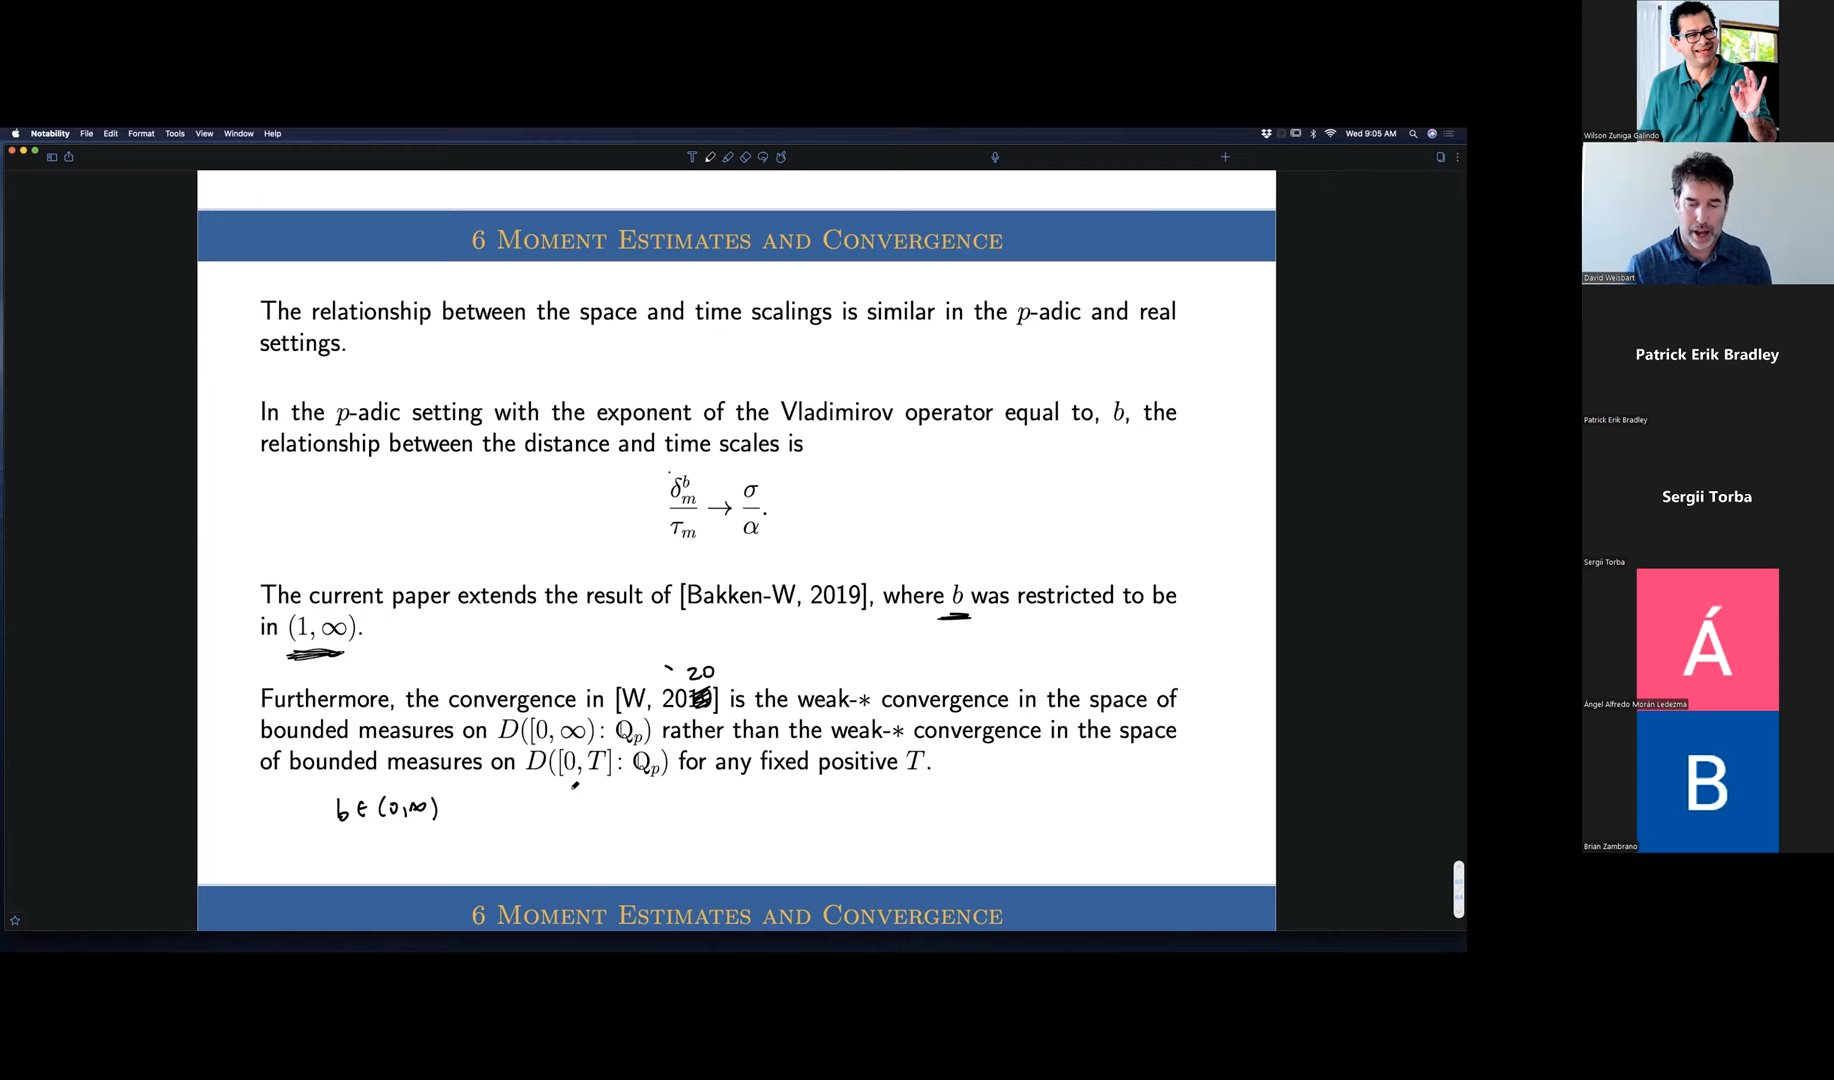 Notability File Edit Format Tools View Window Help
Wed 9:05 AM
6 Moment Estimates and Convergence
The relationship between the space and time scalings is similar in the p-adic and real
settings.
In the p-adic setting with the exponent of the Vladimirov operator equal to, b, the
relationship between the distance and time scales is
δ_m^b / τ_m → σ / α.
The current paper extends the result of [Bakken-W, 2019], where b was restricted to be
in (1, ∞).
20
Furthermore, the convergence in [W, 20] is the weak-∗ convergence in the space of
bounded measures on D([0, ∞): ℚ_p) rather than the weak-∗ convergence in the space
of bounded measures on D([0, T]: ℚ_p) for any fixed positive T.
b ∈ (0,∞)
6 Moment Estimates and Convergence
Wilson Zuniga Galindo
David Weisbart
Patrick Erik Bradley
Patrick Erik Bradley
Sergii Torba
Sergii Torba
Á
Ángel Alfredo Morán Ledezma
B
Brian Zambrano